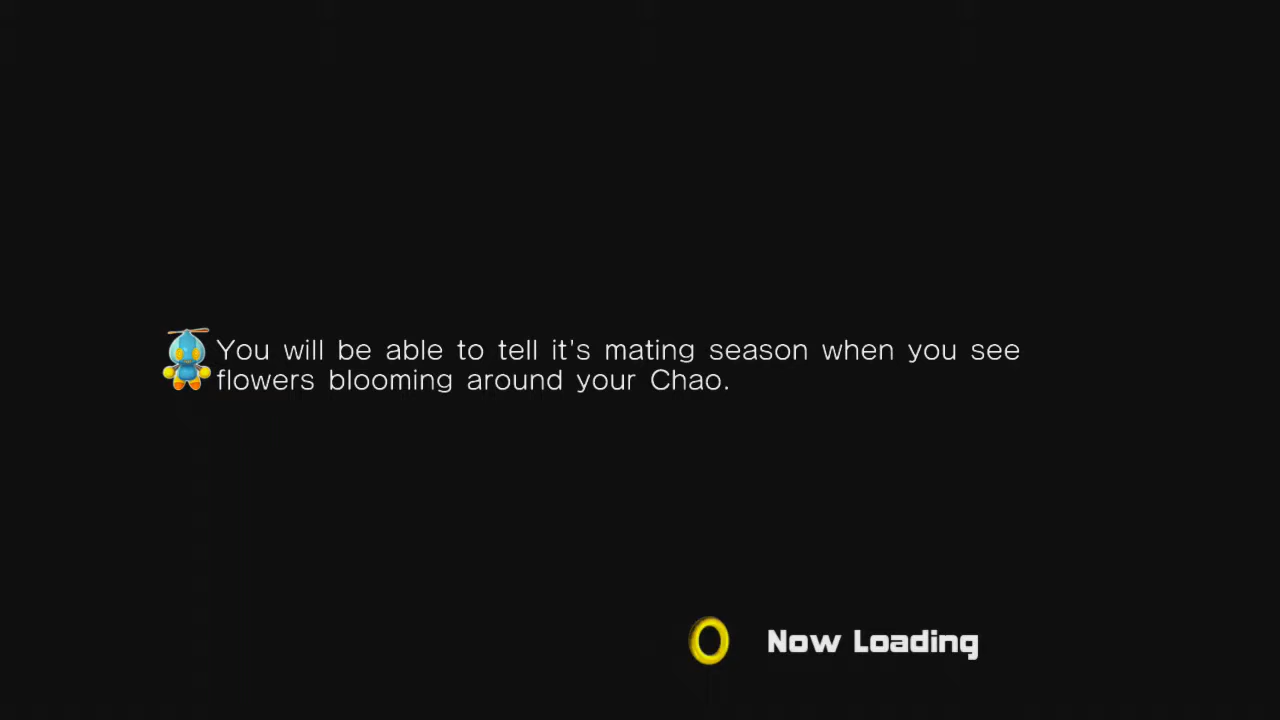 You will be able to tell it's mating season when you see
flowers blooming around your Chao.
Now Loading